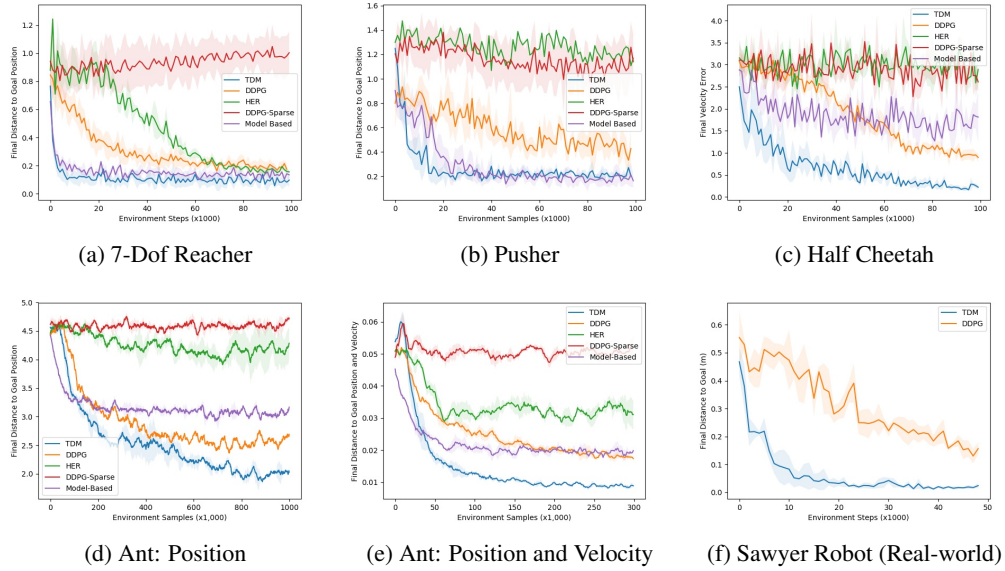 1.2
1.0
0.8
0.6
0.4
0.2
0.0
Final Distance to Goal Position
0 20 40 60 80 100
Environment Steps (x1000)
TDM
DDPG
HER
DDPG-Sparse
Model Based
(a) 7-Dof Reacher
1.6
1.4
1.2
1.0
0.8
0.6
0.4
0.2
Final Distance to Goal Position
0 20 40 60 80 100
Environment Samples (x1000)
TDM
DDPG
HER
DDPG-Sparse
Model Based
(b) Pusher
4.0
3.5
3.0
2.5
2.0
1.5
1.0
0.5
0.0
Final Velocity Error
0 20 40 60 80 100
Environment Samples (x1000)
TDM
DDPG
HER
DDPG-Sparse
Model Based
(c) Half Cheetah
5.0
4.5
4.0
3.5
3.0
2.5
2.0
Final Distance to Goal Position
0 200 400 600 800 1000
Environment Samples (x1,000)
TDM
DDPG
HER
DDPG-Sparse
Model-Based
(d) Ant: Position
0.06
0.05
0.04
0.03
0.02
0.01
Final Distance to Goal Position and Velocity
0 50 100 150 200 250 300
Environment Samples (x1,000)
TDM
DDPG
HER
DDPG-Sparse
Model-Based
(e) Ant: Position and Velocity
0.7
0.6
0.5
0.4
0.3
0.2
0.1
0.0
Final Distance to Goal (m)
0 10 20 30 40 50
Environment Steps (x1000)
TDM
DDPG
(f) Sawyer Robot (Real-world)